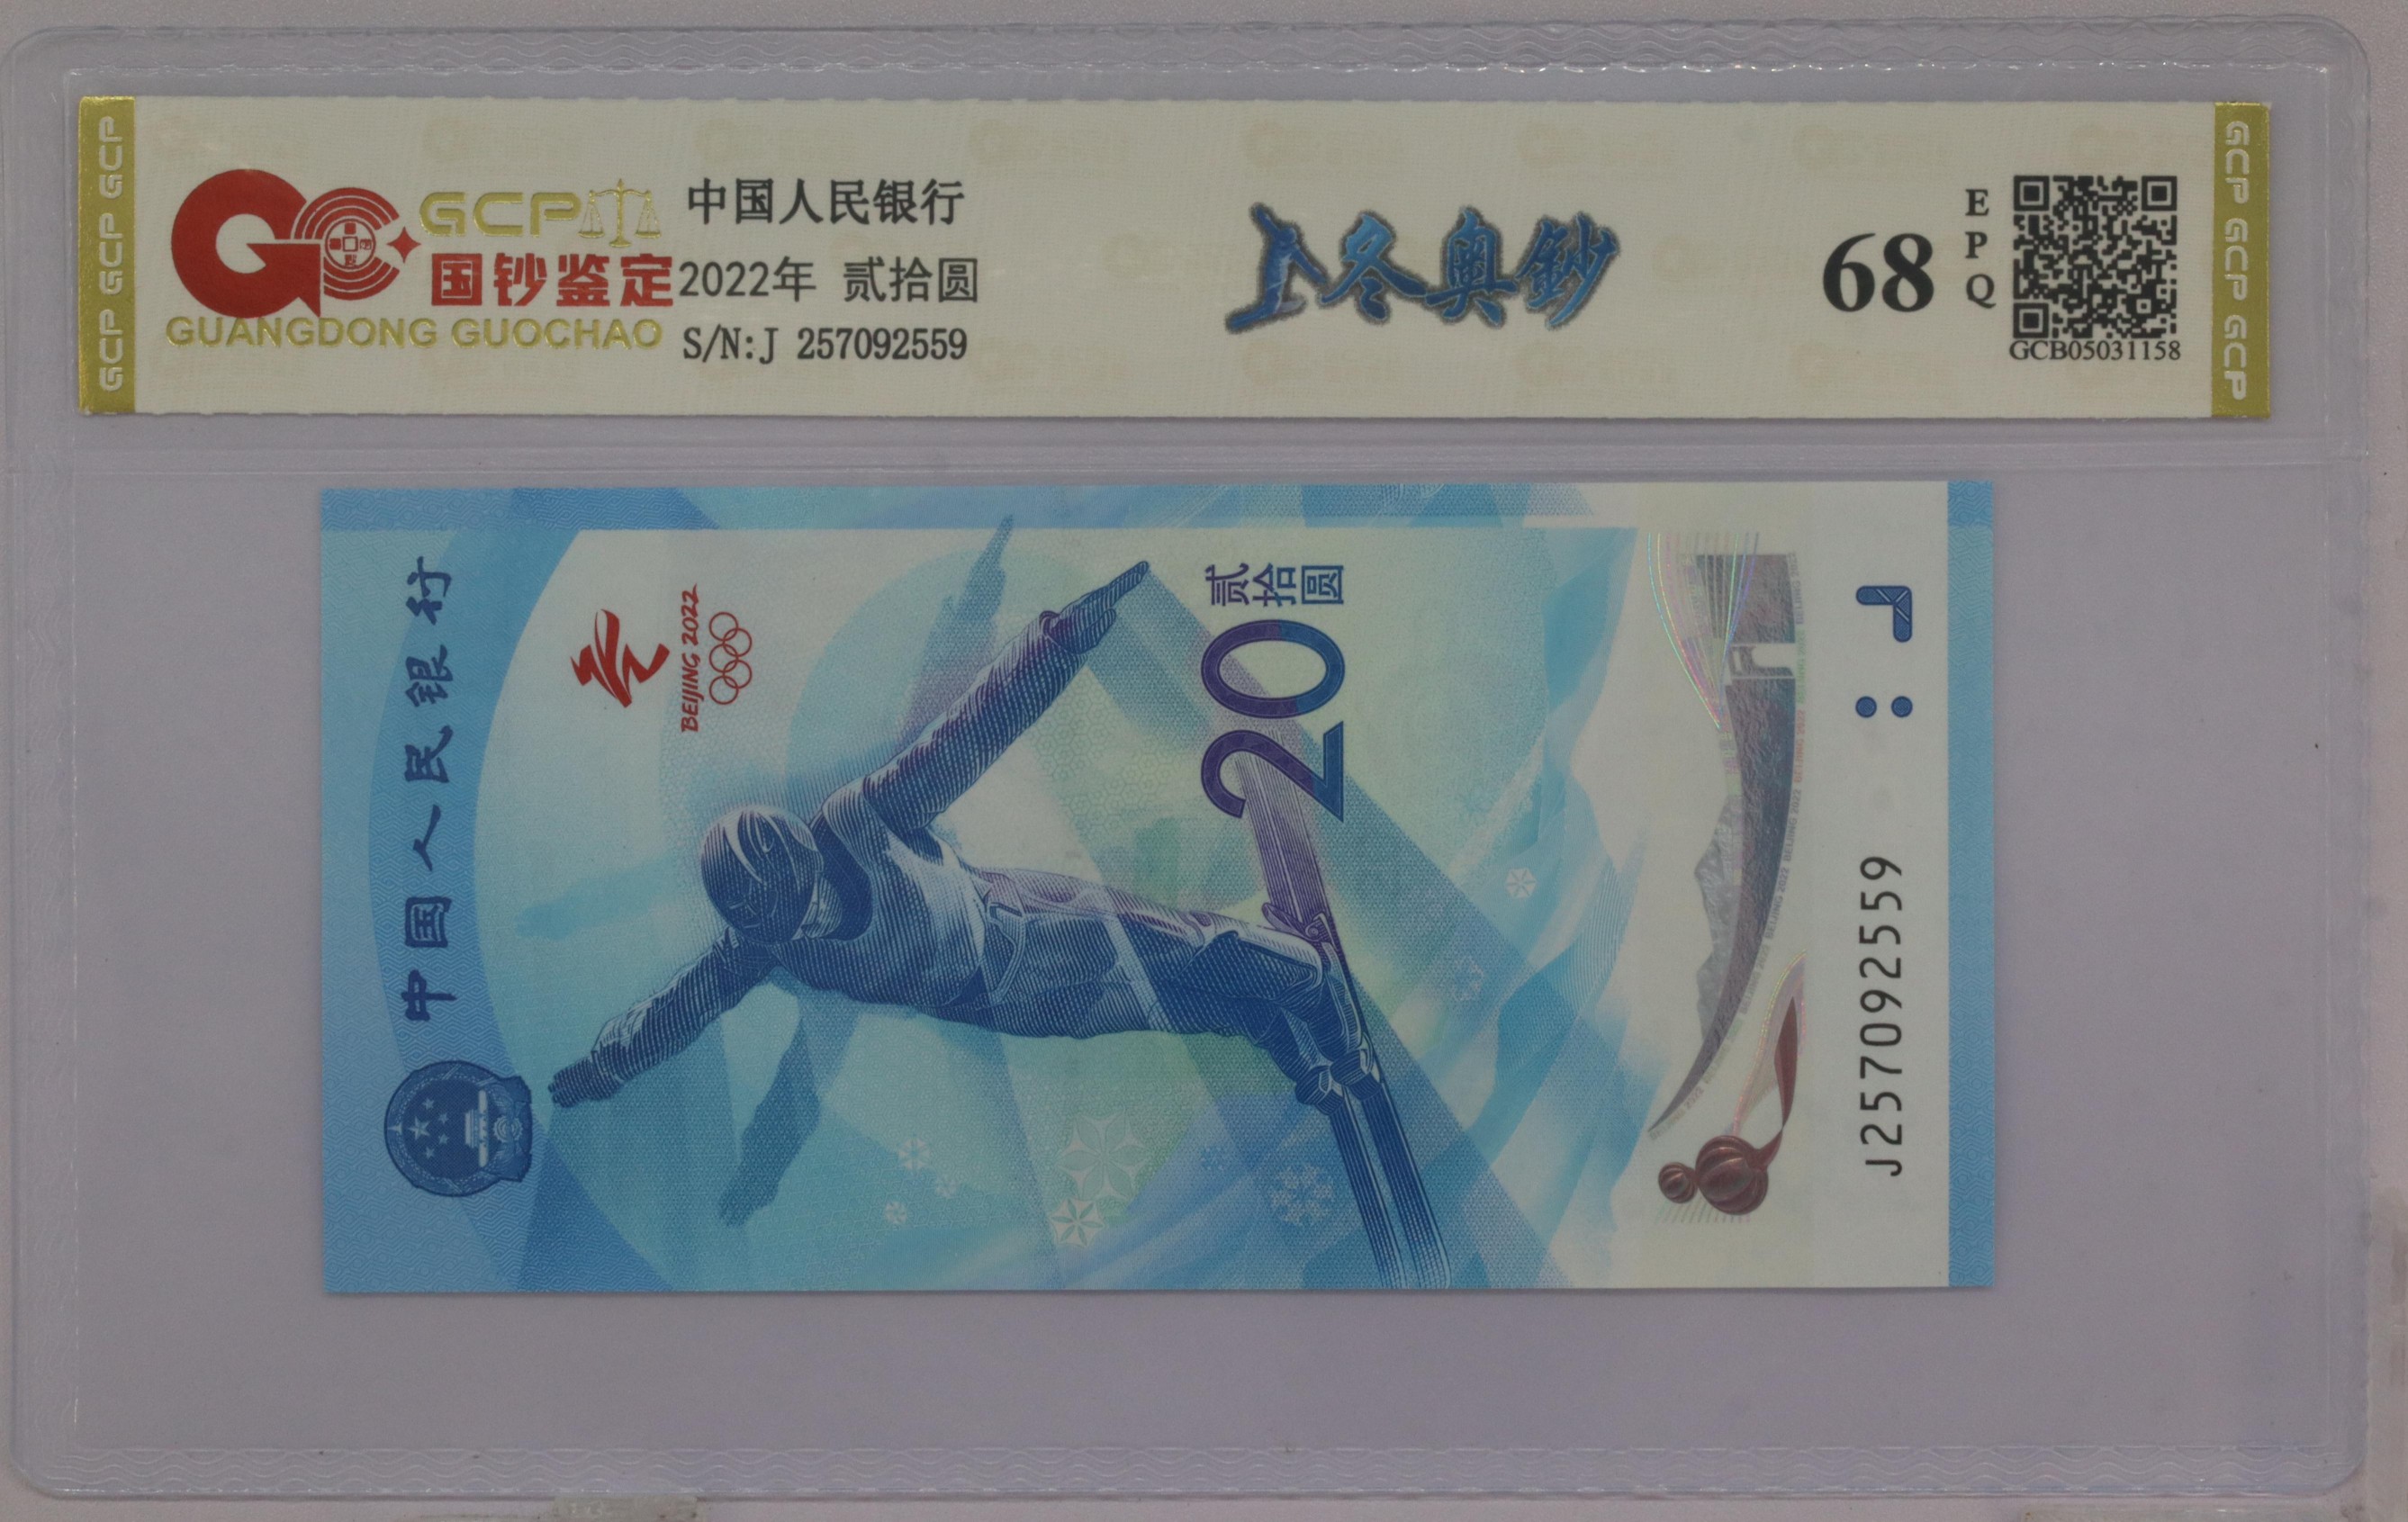 GCP GCP GCP
GCP
国钞鉴定
GUANGDONG GUOCHAO
中国人民银行
2022年 贰拾圆
S/N:J 257092559
冬奥鈔
68
EPQ
GCB05031158
GCP GCP GCP
中国人民银行
BEIJING 2022
贰拾圆
20
J257092559